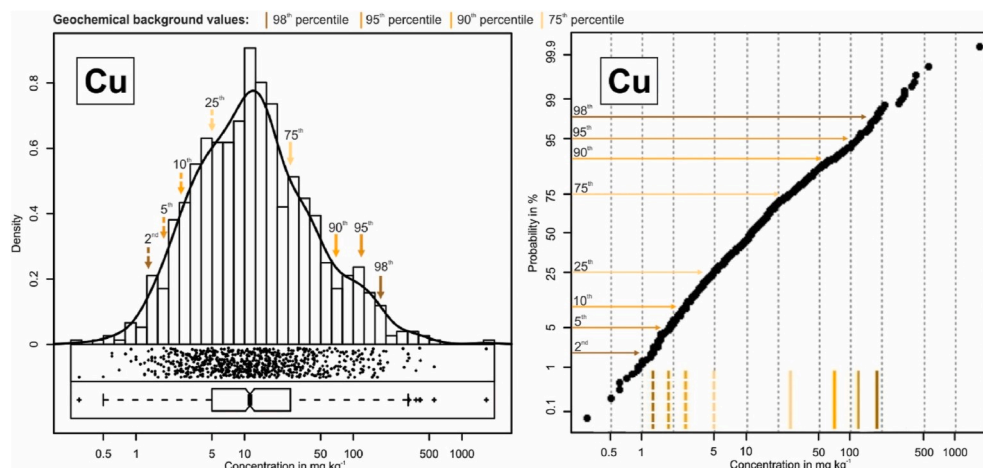 Geochemical background values: 98th percentile 95th percentile 90th percentile 75th percentile
Cu
Density
0.8
0.6
0.4
0.2
0
2nd
5th
10th
25th
75th
90th
95th
98th
0.5 1 5 10 50 100 500 1000
Concentration in mg kg-1
Cu
Probability in %
99.9
99
98th
95
95th
90th
75
75th
50
25th
25
10th
5th
5
2nd
1
0.1
0.5 1 5 10 50 100 500 1000
Concentration in mg kg-1